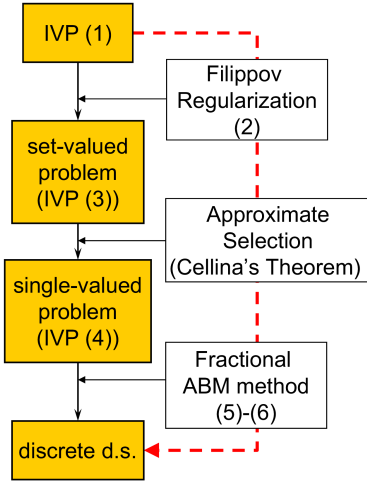 IVP (1)
Filippov
Regularization
(2)
set-valued
problem
(IVP (3))
Approximate
Selection
(Cellina's Theorem)
single-valued
problem
(IVP (4))
Fractional
ABM method
(5)-(6)
discrete d.s.